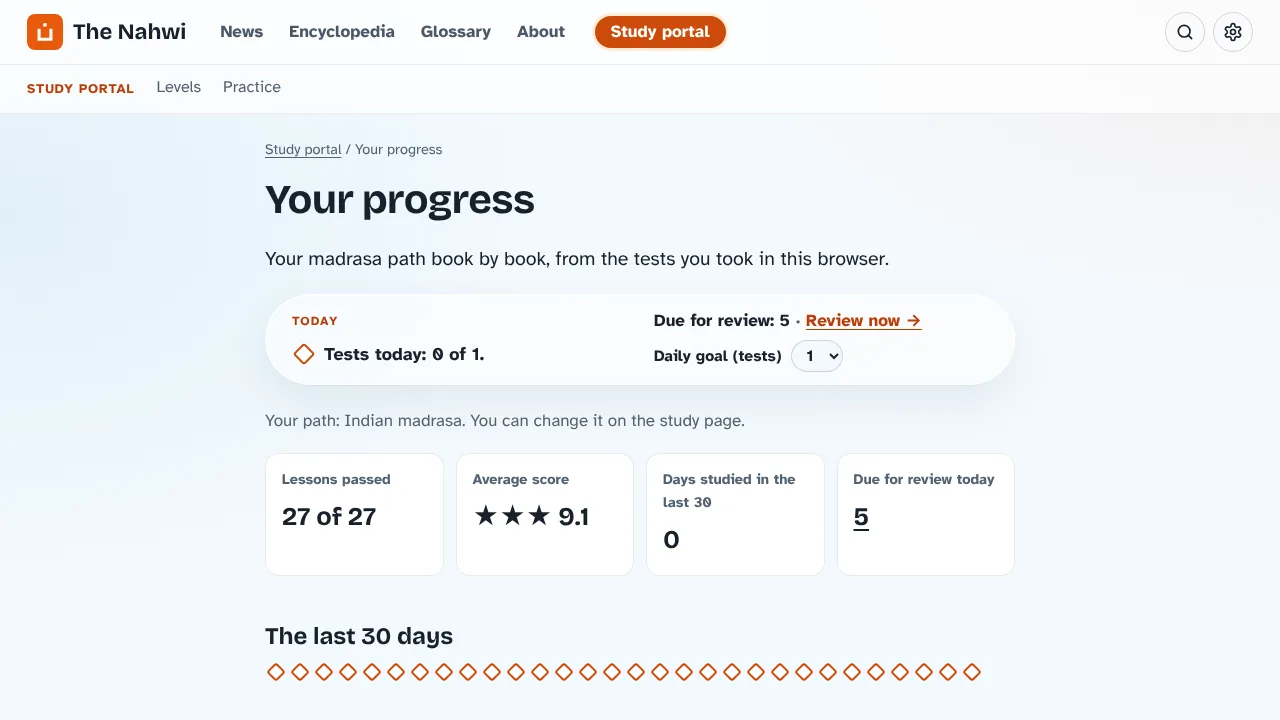 The Nahwi
News
Encyclopedia
Glossary
About
Study portal
STUDY PORTAL
Levels
Practice
Study portal / Your progress
Your progress
Your madrasa path book by book, from the tests you took in this browser.
TODAY
Tests today: 0 of 1.
Due for review: 5 · Review now →
Daily goal (tests) 1
Your path: Indian madrasa. You can change it on the study page.
Lessons passed
27 of 27
Average score
★★★ 9.1
Days studied in the
last 30
0
Due for review today
5
The last 30 days